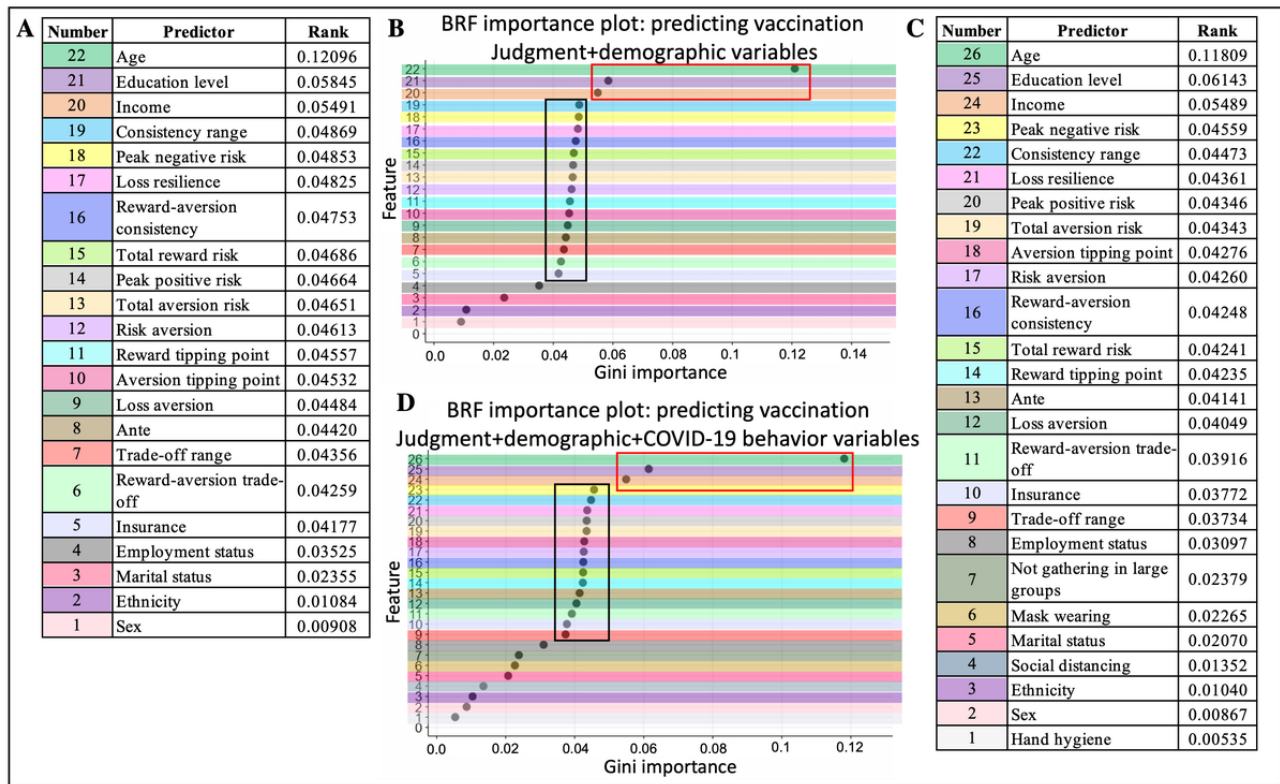 A
Number Predictor Rank
22 Age 0.12096
21 Education level 0.05845
20 Income 0.05491
19 Consistency range 0.04869
18 Peak negative risk 0.04853
17 Loss resilience 0.04825
16 Reward-aversion
consistency 0.04753
15 Total reward risk 0.04686
14 Peak positive risk 0.04664
13 Total aversion risk 0.04651
12 Risk aversion 0.04613
11 Reward tipping point 0.04557
10 Aversion tipping point 0.04532
9 Loss aversion 0.04484
8 Ante 0.04420
7 Trade-off range 0.04356
6 Reward-aversion trade-
off 0.04259
5 Insurance 0.04177
4 Employment status 0.03525
3 Marital status 0.02355
2 Ethnicity 0.01084
1 Sex 0.00908
B
BRF importance plot: predicting vaccination
Judgment+demographic variables
Feature
22
21
20
19
18
17
16
15
14
13
12
11
10
9
8
7
6
5
4
3
2
1
0
0.0 0.02 0.04 0.06 0.08 0.1 0.12 0.14
Gini importance
D
BRF importance plot: predicting vaccination
Judgment+demographic+COVID-19 behavior variables
Feature
26
25
24
23
22
21
20
19
18
17
16
15
14
13
12
11
10
9
8
7
6
5
4
3
2
1
0
0.0 0.02 0.04 0.06 0.08 0.1 0.12
Gini importance
C
Number Predictor Rank
26 Age 0.11809
25 Education level 0.06143
24 Income 0.05489
23 Peak negative risk 0.04559
22 Consistency range 0.04473
21 Loss resilience 0.04361
20 Peak positive risk 0.04346
19 Total aversion risk 0.04343
18 Aversion tipping point 0.04276
17 Risk aversion 0.04260
16 Reward-aversion
consistency 0.04248
15 Total reward risk 0.04241
14 Reward tipping point 0.04235
13 Ante 0.04141
12 Loss aversion 0.04049
11 Reward-aversion trade-
off 0.03916
10 Insurance 0.03772
9 Trade-off range 0.03734
8 Employment status 0.03097
7 Not gathering in large
groups 0.02379
6 Mask wearing 0.02265
5 Marital status 0.02070
4 Social distancing 0.01352
3 Ethnicity 0.01040
2 Sex 0.00867
1 Hand hygiene 0.00535